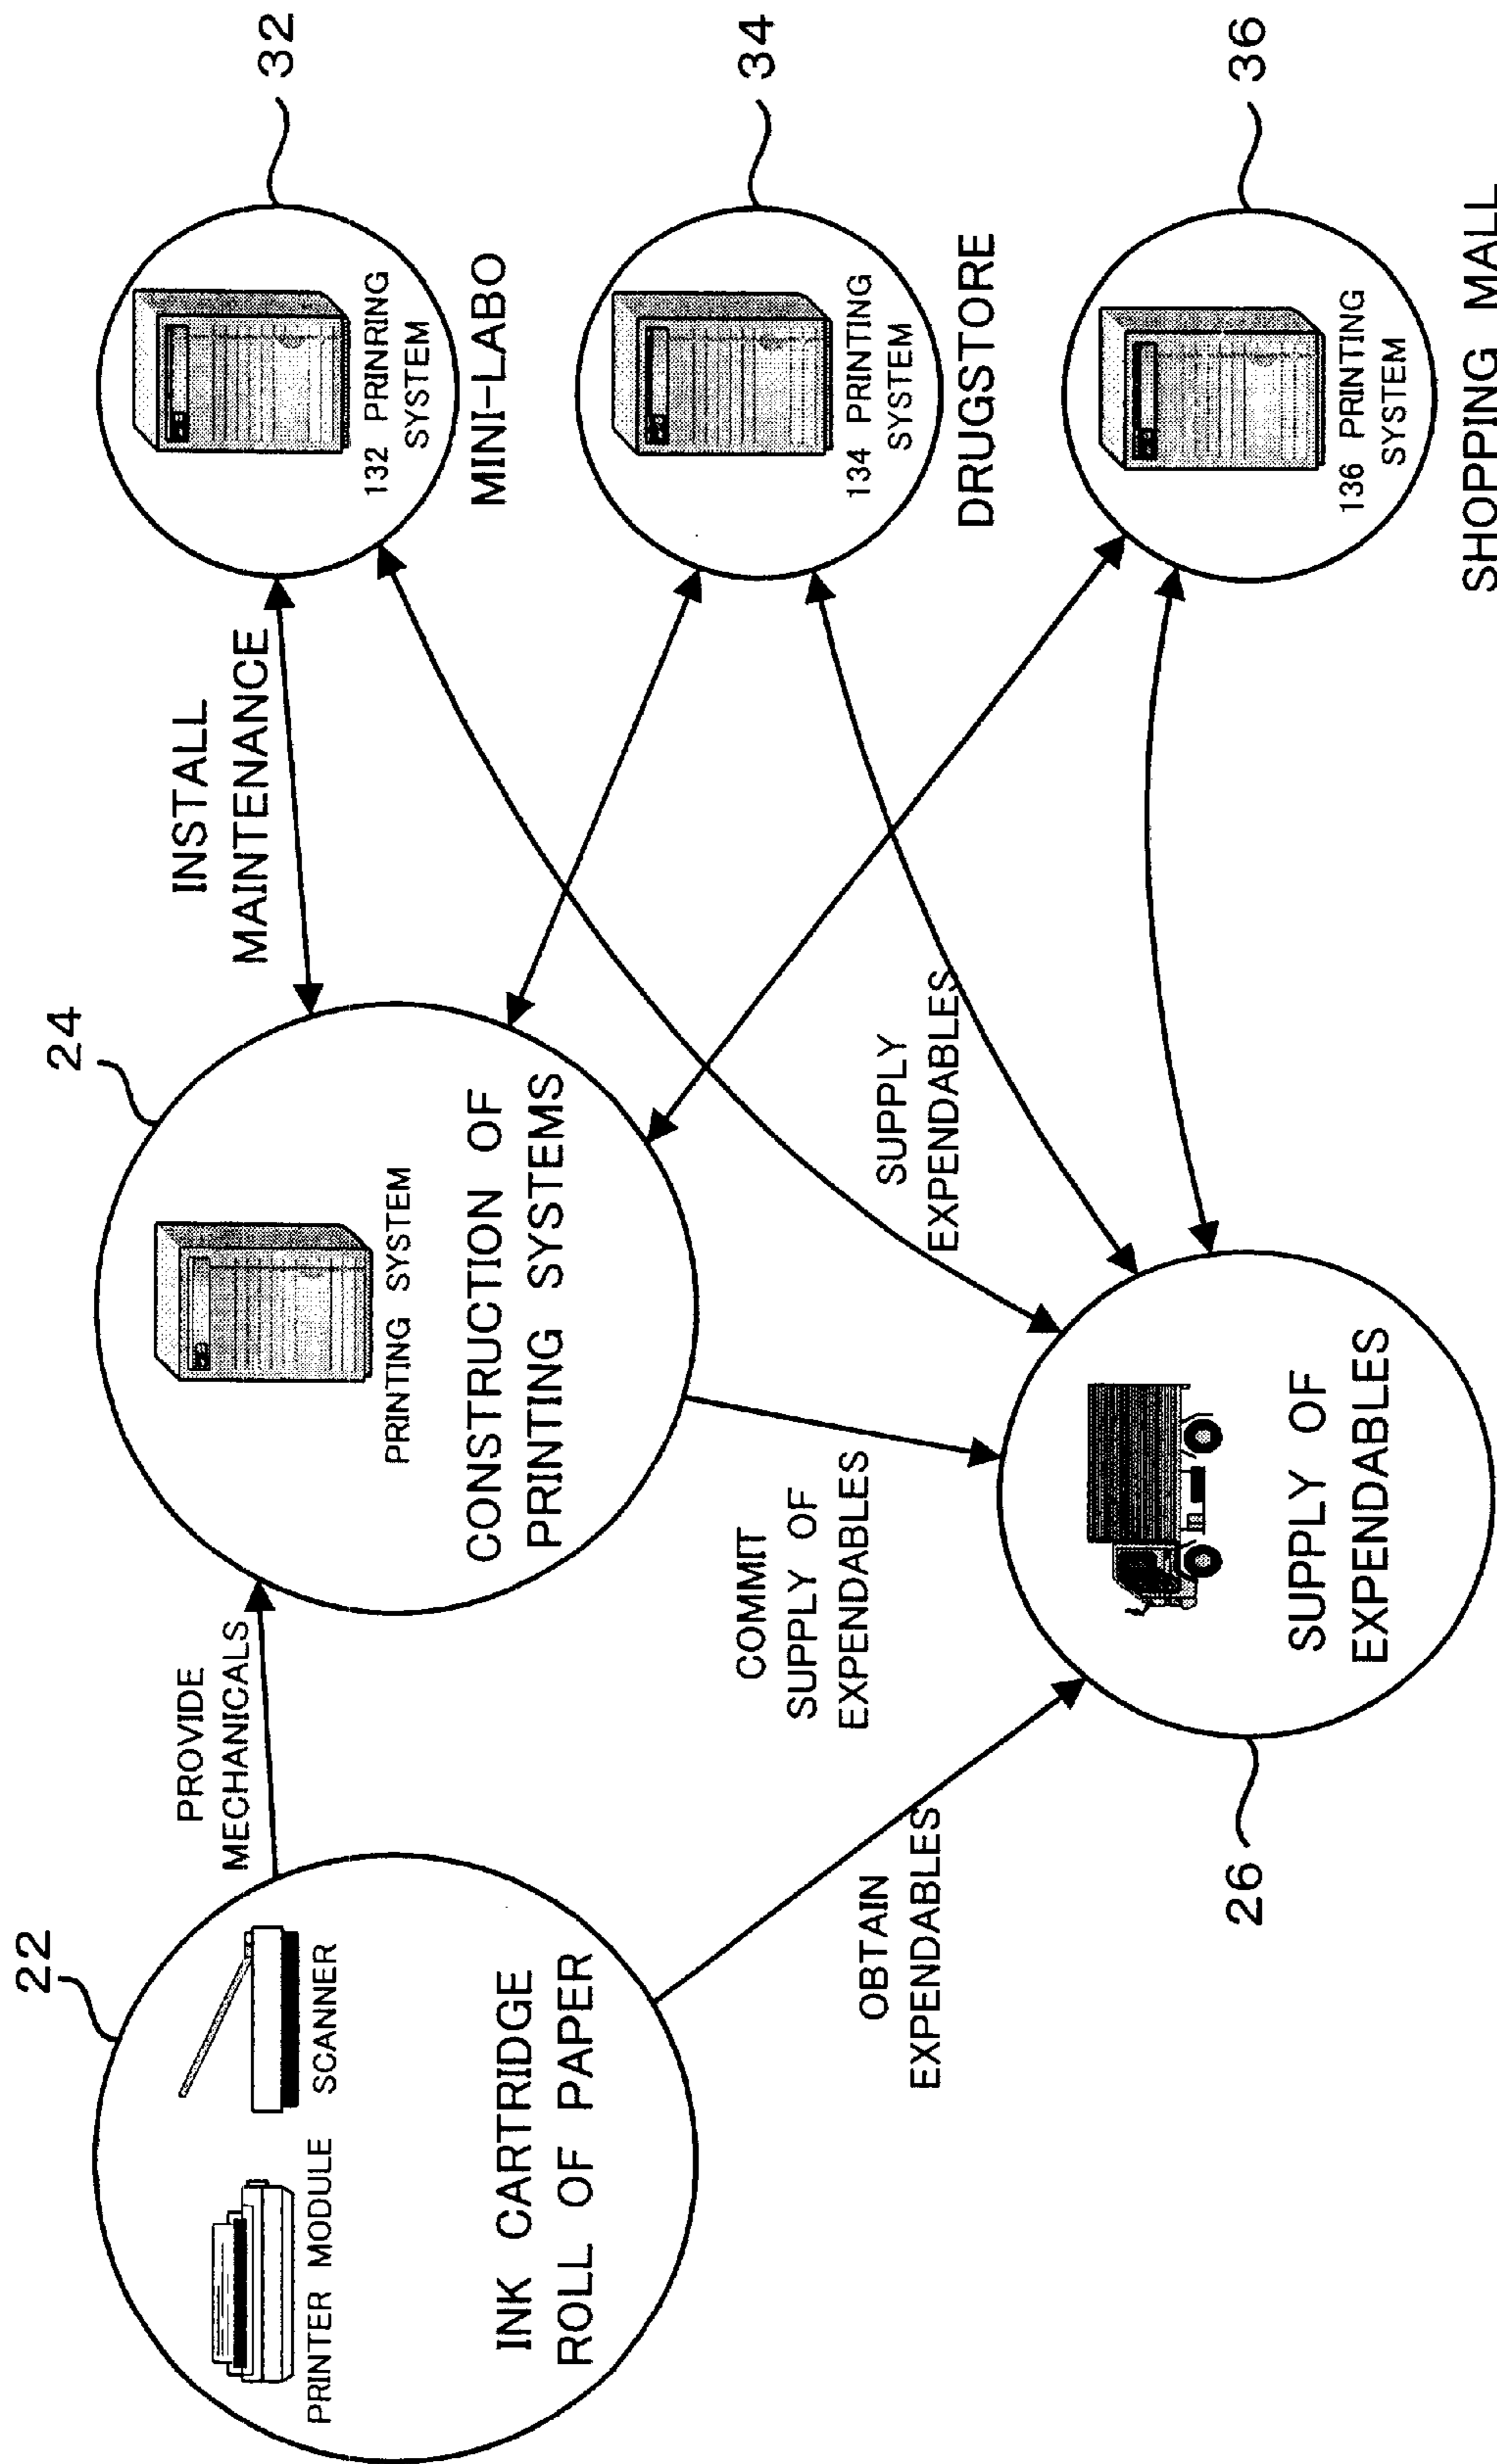 22
PRINTER MODULE
SCANNER
INK CARTRIDGE
ROLL OF PAPER
PROVIDE
MECHANICALS
24
PRINTING SYSTEM
CONSTRUCTION OF
PRINTING SYSTEMS
INSTALL
MAINTENANCE
32
132 PRINRING
SYSTEM
MINI-LABO
34
134 PRINTING
SYSTEM
DRUGSTORE
36
136 PRINTING
SYSTEM
SHOPPING MALL
OBTAIN
EXPENDABLES
COMMIT
SUPPLY OF
EXPENDABLES
SUPPLY
EXPENDABLES
26
SUPPLY OF
EXPENDABLES